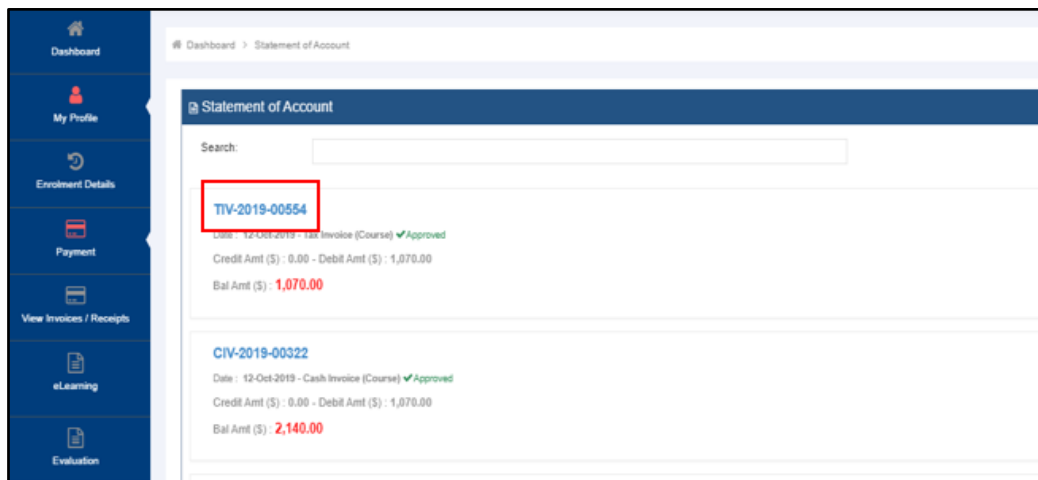 Dashboard
My Profile
Enrolment Details
Payment
View Invoices / Receipts
eLearning
Evaluation
Dashboard > Statement of Account
Statement of Account
Search:
TIV-2019-00554
Date : 12-Oct-2019 - Tax Invoice (Course) ✔Approved
Credit Amt ($) : 0.00 - Debit Amt ($) : 1,070.00
Bal Amt ($) : 1,070.00
CIV-2019-00322
Date : 12-Oct-2019 - Cash Invoice (Course) ✔Approved
Credit Amt ($) : 0.00 - Debit Amt ($) : 1,070.00
Bal Amt ($) : 2,140.00